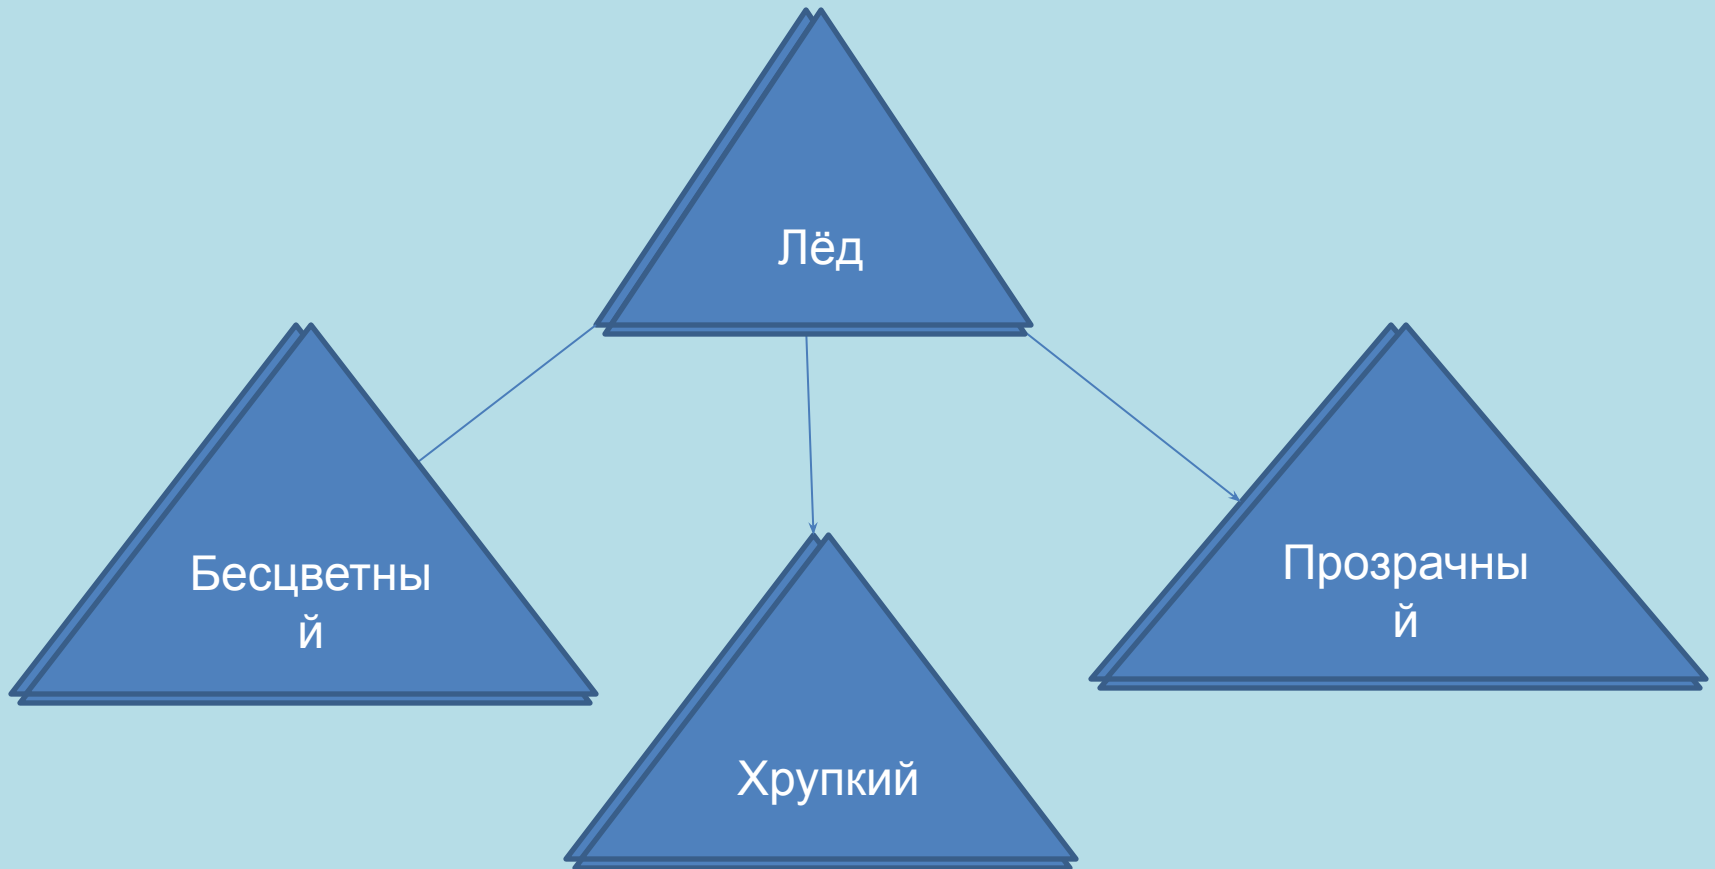 Лёд
Бесцветны
й
Прозрачны
й
Хрупкий